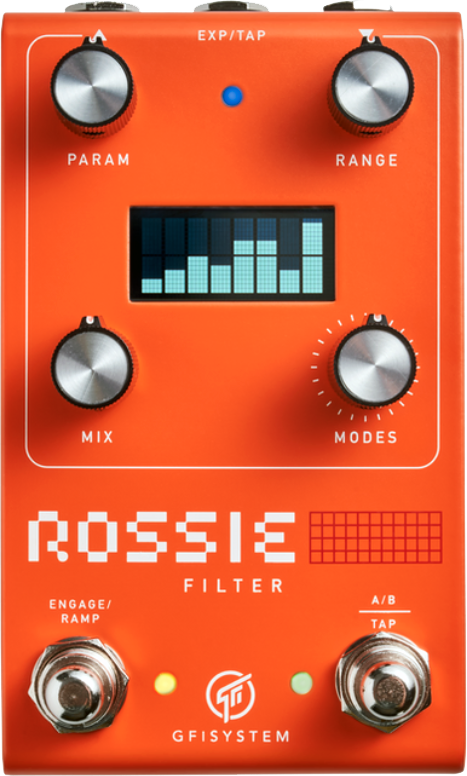 EXP/TAP
PARAM
RANGE
MIX
MODES
ROSSIE
FILTER
ENGAGE/
RAMP
A/B
TAP
GFISYSTEM